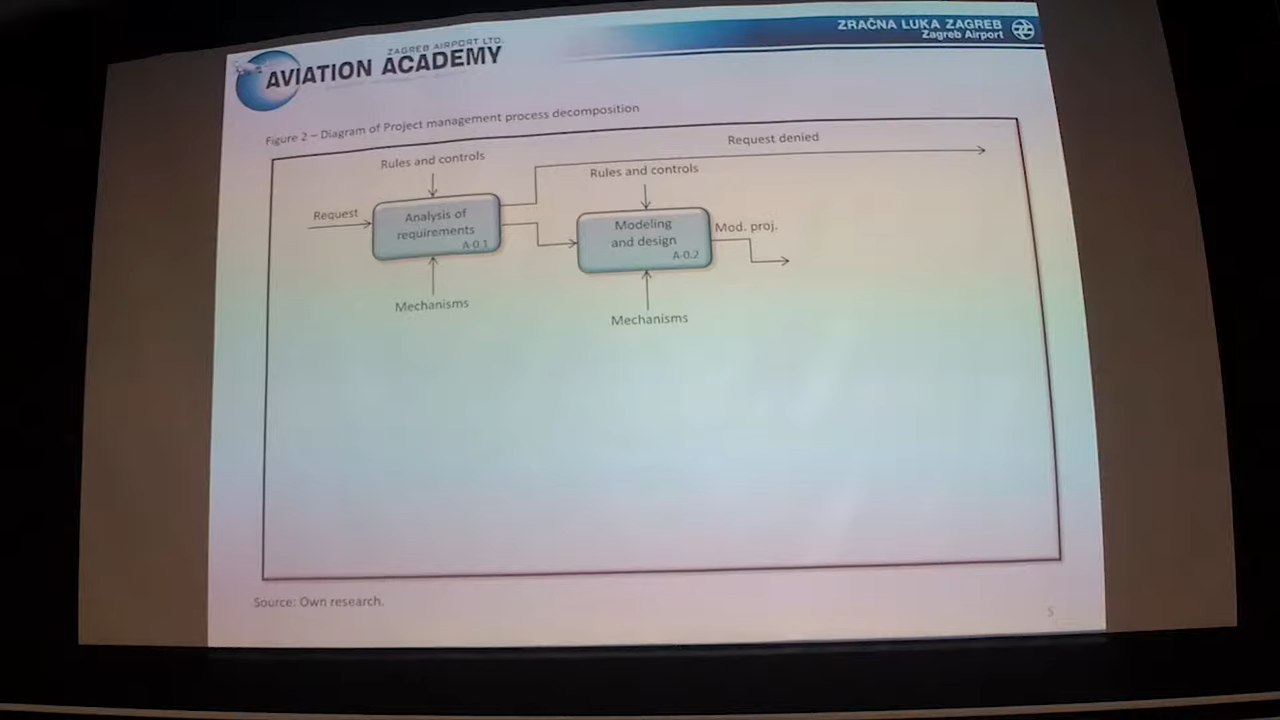 ZAGREB AIRPORT LTD.
AVIATION ACADEMY
ZRAČNA LUKA ZAGREB
Zagreb Airport
Figure 2 – Diagram of Project management process decomposition
Request denied
Rules and controls
Rules and controls
Request
Analysis of
requirements
A-0.1
Modeling
and design
A-0.2
Mod. proj.
Mechanisms
Mechanisms
Source: Own research.
5